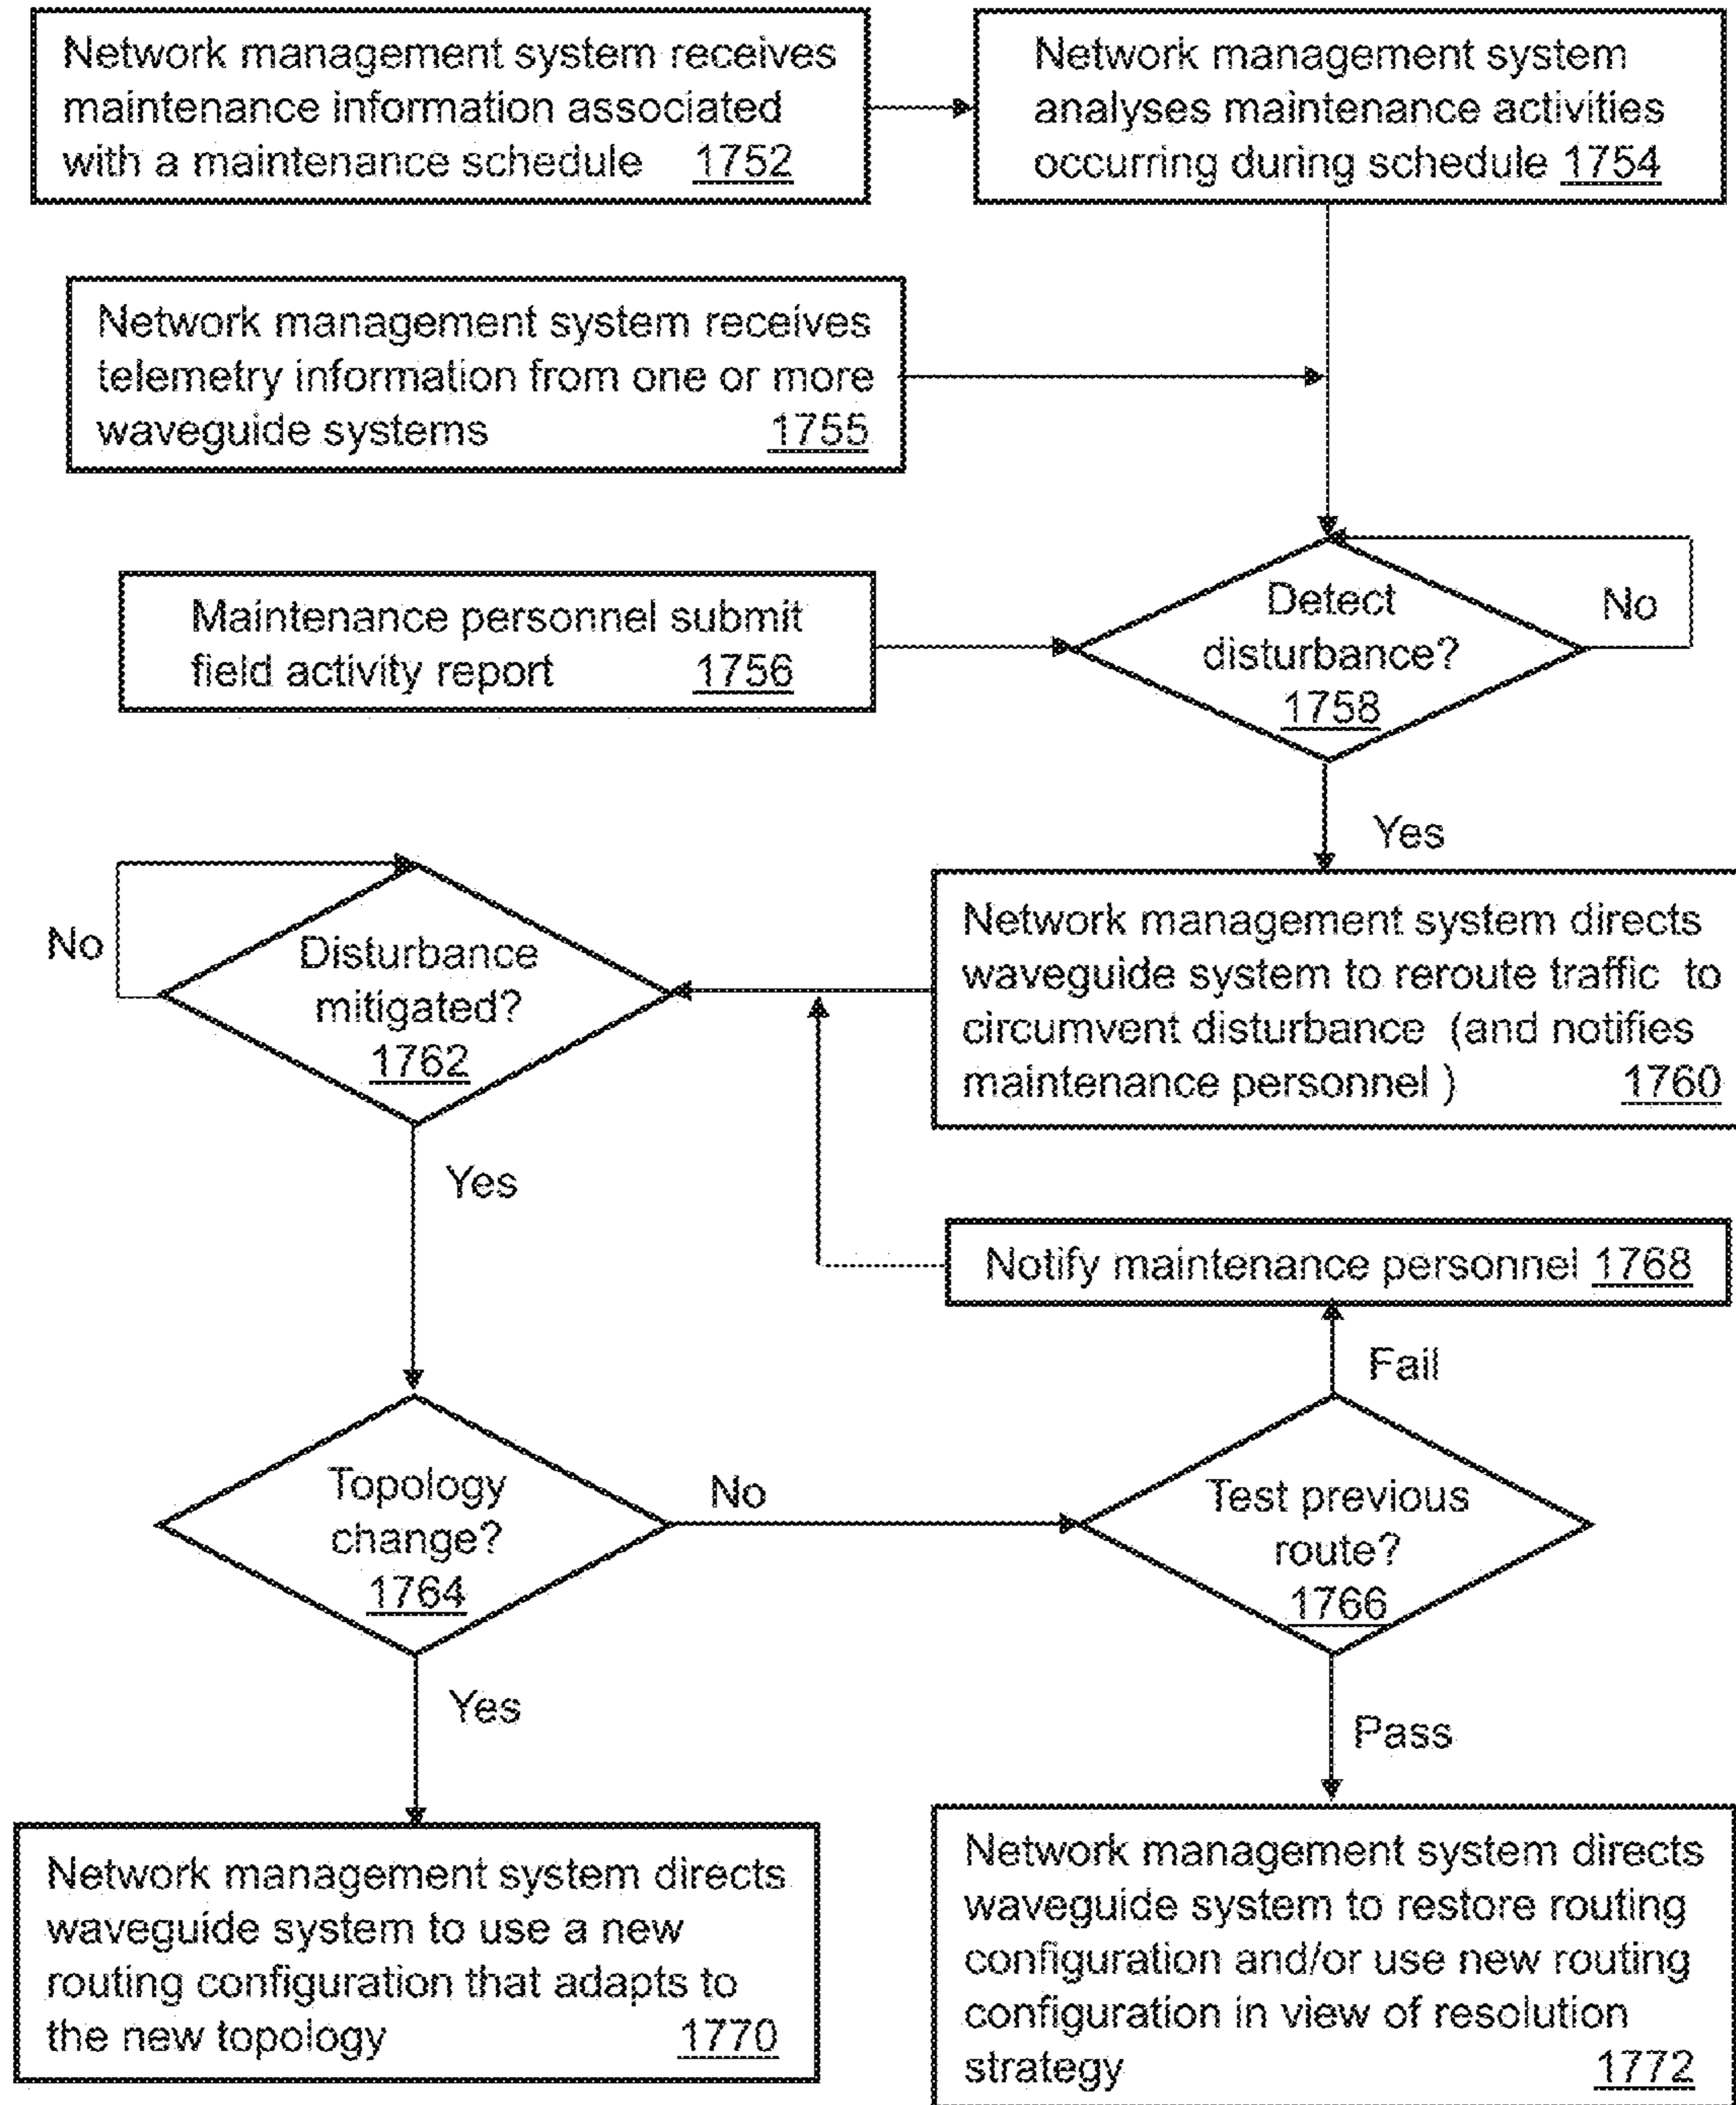 Network management system receives
maintenance information associated
with a maintenance schedule 1752
Network management system
analyses maintenance activities
occurring during schedule 1754
Network management system receives
telemetry information from one or more
waveguide systems 1755
Maintenance personnel submit
field activity report 1756
Detect
disturbance?
1758
No
Yes
Network management system directs
waveguide system to reroute traffic to
circumvent disturbance (and notifies
maintenance personnel ) 1760
No
Disturbance
mitigated?
1762
Yes
Notify maintenance personnel 1768
Fail
Topology
change?
1764
No
Test previous
route?
1766
Yes
Pass
Network management system directs
waveguide system to use a new
routing configuration that adapts to
the new topology 1770
Network management system directs
waveguide system to restore routing
configuration and/or use new routing
configuration in view of resolution
strategy 1772